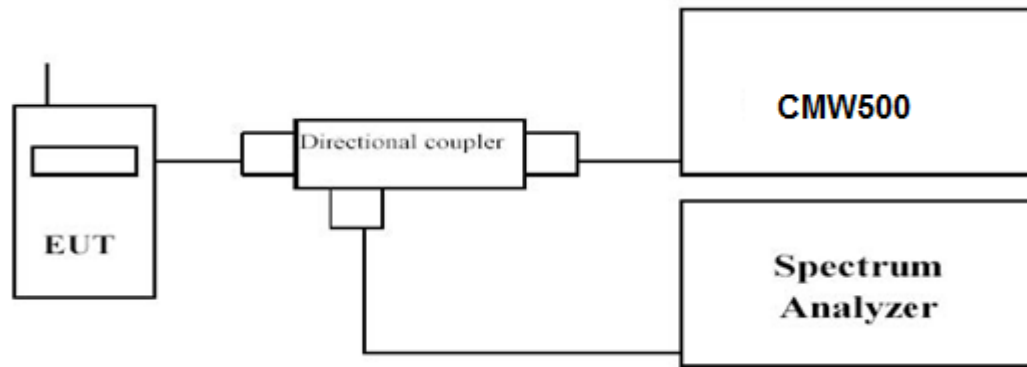 CMW500
Directional coupler
EUT
Spectrum
Analyzer